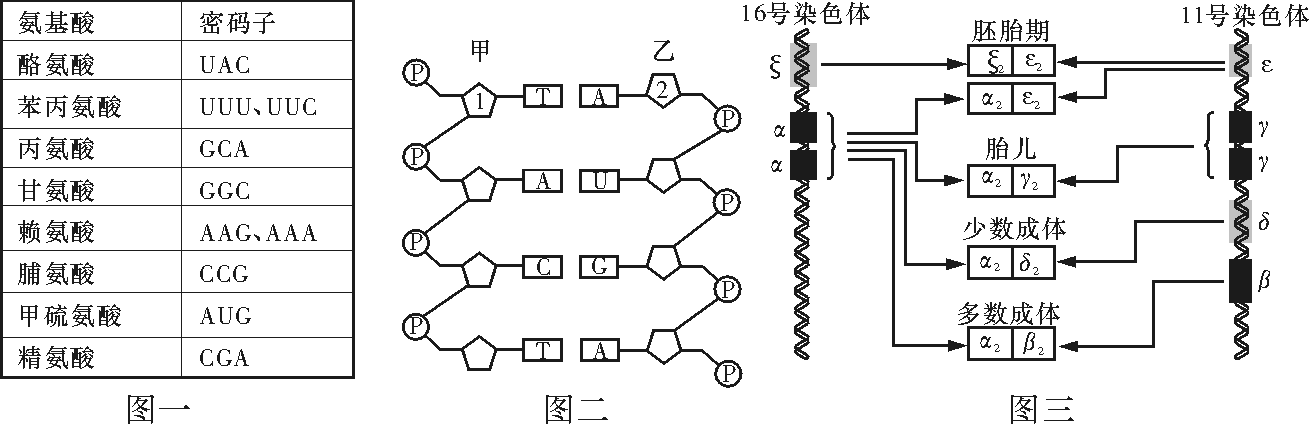 氨基酸 密码子
酪氨酸 UAC
苯丙氨酸 UUU、UUC
丙氨酸 GCA
甘氨酸 GGC
赖氨酸 AAG、AAA
脯氨酸 CCG
甲硫氨酸 AUG
精氨酸 CGA
图一
甲 乙
P
1 T A 2
P
P
A U
P
P
C G
P
P
T A
P
图二
16号染色体 11号染色体
胚胎期
ξ ξ2 ε2 ε
α2 ε2
α γ
胎儿
α γ
α2 γ2
少数成体 δ
α2 δ2
β
多数成体
α2 β2
图三